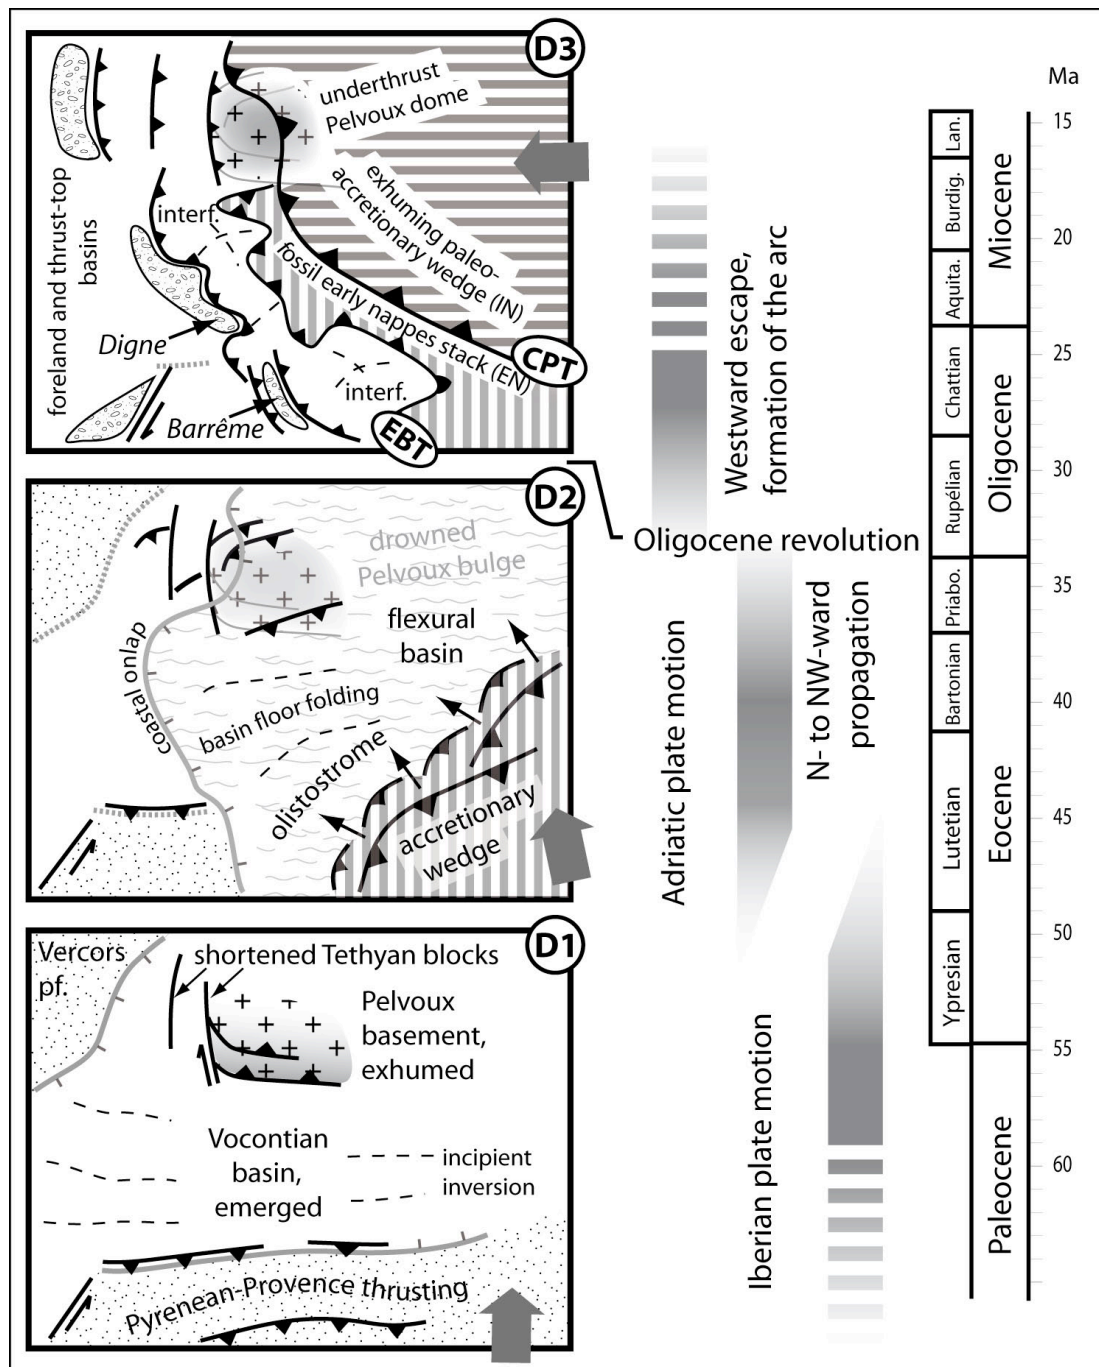 D3
underthrust
Pelvoux dome
exhuming paleo-
accretionary wedge (IN)
interf.
fossil early nappes stack (EN)
foreland and thrust-top
basins
Digne
Barrême
interf.
CPT
EBT
D2
drowned
Pelvoux bulge
flexural
basin
coastal onlap
basin floor folding
olistostrome
accretionary
wedge
D1
Vercors
pf.
shortened Tethyan blocks
Pelvoux
basement,
exhumed
Vocontian
basin,
emerged
incipient
inversion
Pyrenean-Provence thrusting
Westward escape,
formation of the arc
Oligocene revolution
Adriatic plate motion
N- to NW-ward
propagation
Iberian plate motion
Ma
Lan.
Burdig.
Aquita.
Chattian
Rupélian
Priabo.
Bartonian
Lutetian
Ypresian
Miocene
Oligocene
Eocene
Paleocene
15
20
25
30
35
40
45
50
55
60